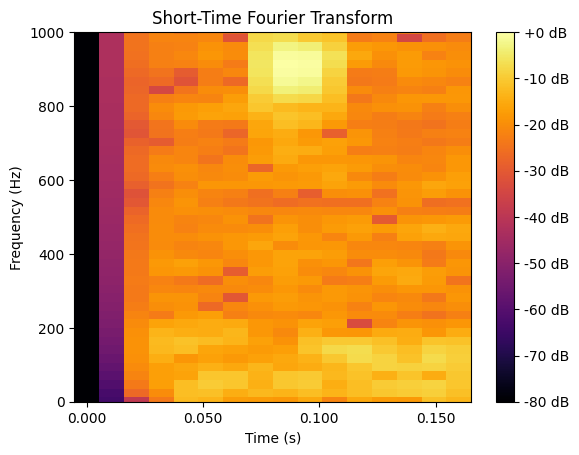 Short-Time Fourier Transform
1000
800
600
400
200
0
Frequency (Hz)
0.000
0.050
0.100
0.150
Time (s)
+0 dB
-10 dB
-20 dB
-30 dB
-40 dB
-50 dB
-60 dB
-70 dB
-80 dB